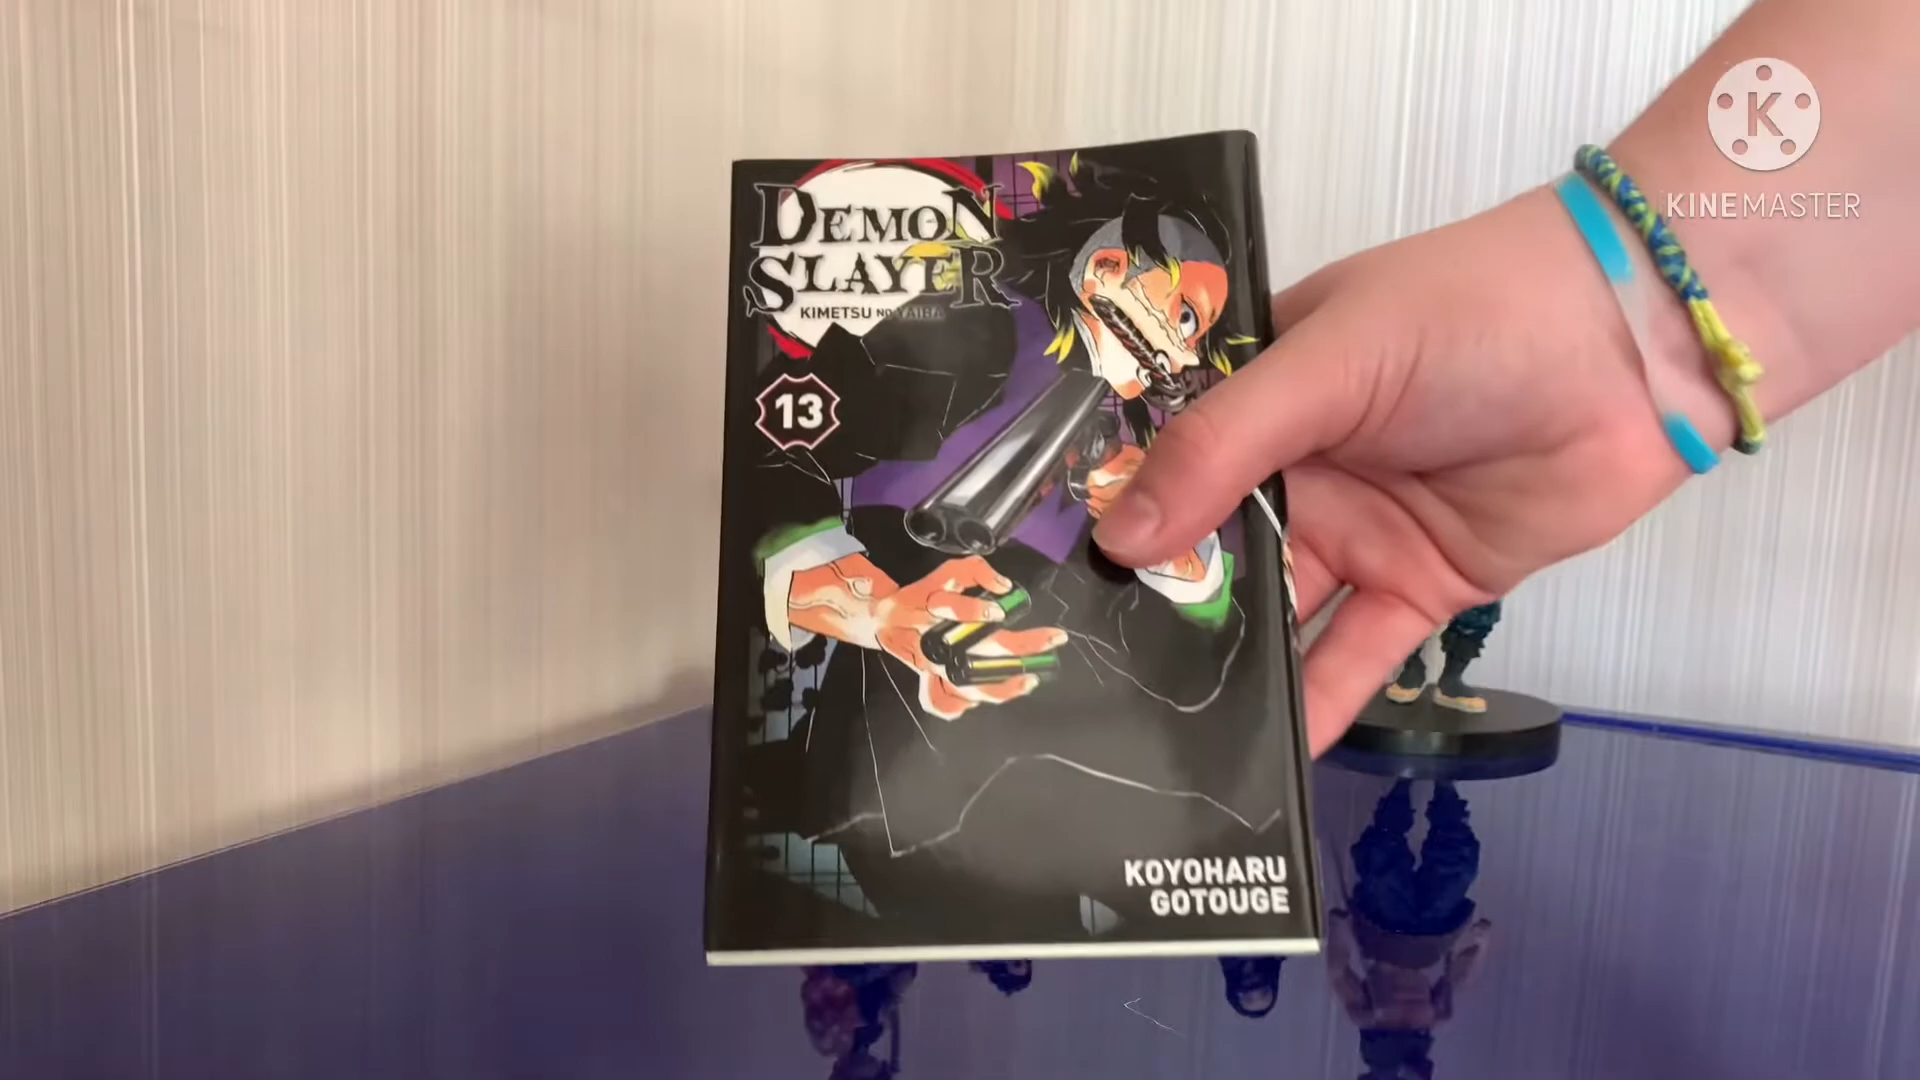 DEMON
SLAYER
KIMETSU NO YAIBA
13
KOYOHARU
GOTOUGE
K
KINEMASTER